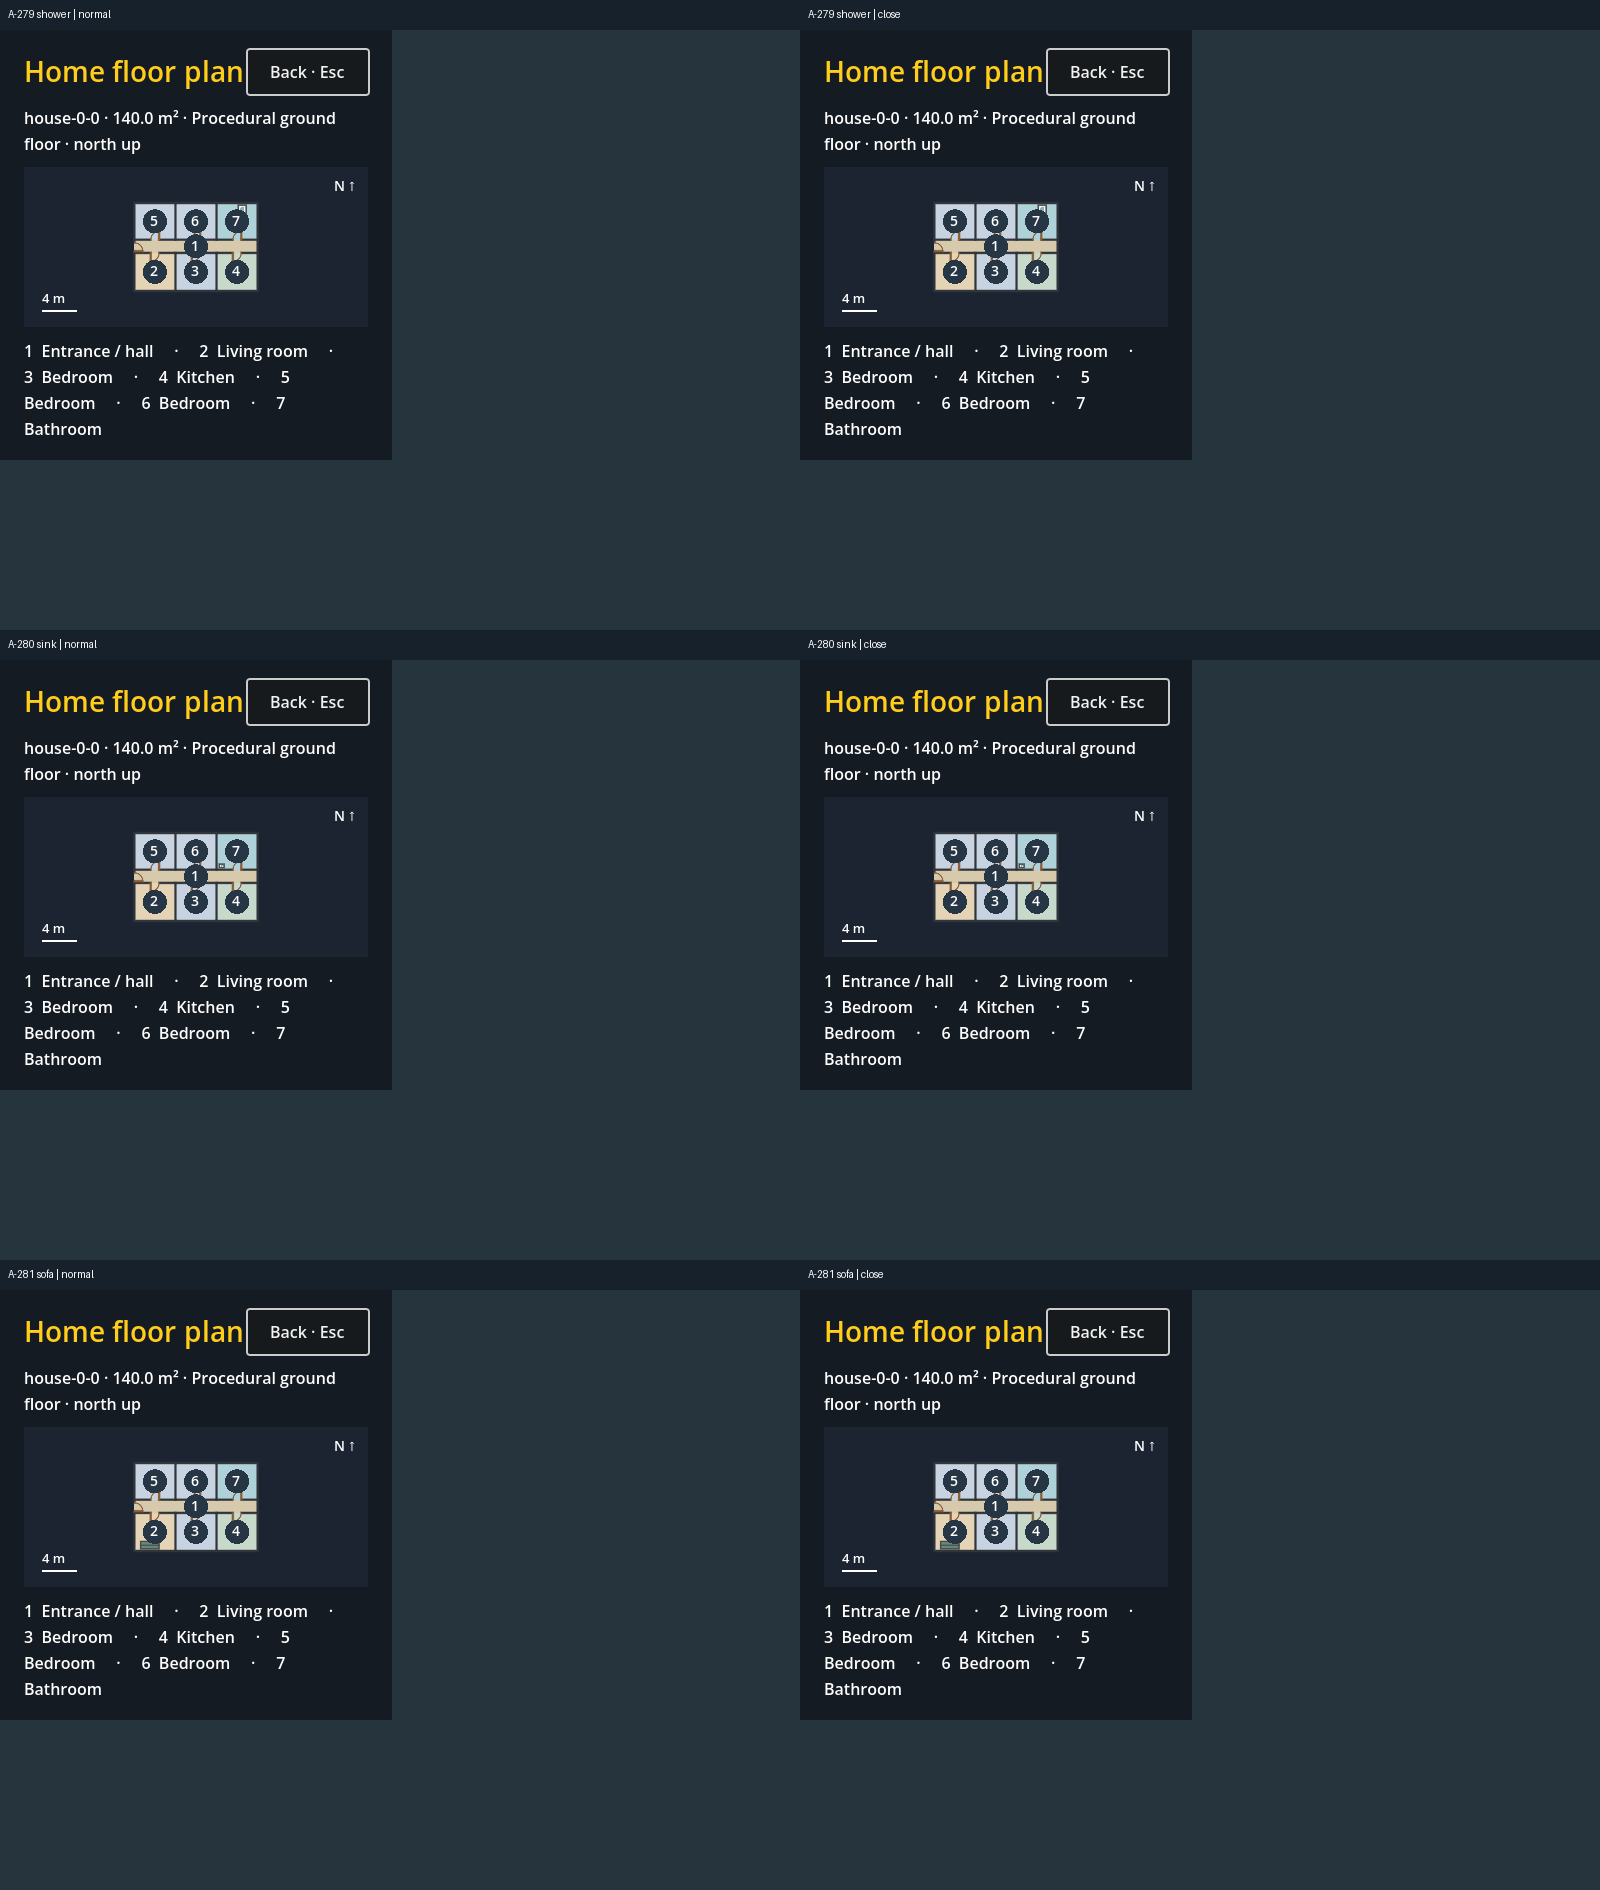 A-279 shower | normal
Home floor plan
Back · Esc
house-0-0 · 140.0 m² · Procedural ground
floor · north up
N ↑
5 6 7
1
2 3 4
4 m
1 Entrance / hall · 2 Living room ·
3 Bedroom · 4 Kitchen · 5
Bedroom · 6 Bedroom · 7
Bathroom
A-279 shower | close
Home floor plan
Back · Esc
house-0-0 · 140.0 m² · Procedural ground
floor · north up
N ↑
5 6 7
1
2 3 4
4 m
1 Entrance / hall · 2 Living room ·
3 Bedroom · 4 Kitchen · 5
Bedroom · 6 Bedroom · 7
Bathroom
A-280 sink | normal
Home floor plan
Back · Esc
house-0-0 · 140.0 m² · Procedural ground
floor · north up
N ↑
5 6 7
1
2 3 4
4 m
1 Entrance / hall · 2 Living room ·
3 Bedroom · 4 Kitchen · 5
Bedroom · 6 Bedroom · 7
Bathroom
A-280 sink | close
Home floor plan
Back · Esc
house-0-0 · 140.0 m² · Procedural ground
floor · north up
N ↑
5 6 7
1
2 3 4
4 m
1 Entrance / hall · 2 Living room ·
3 Bedroom · 4 Kitchen · 5
Bedroom · 6 Bedroom · 7
Bathroom
A-281 sofa | normal
Home floor plan
Back · Esc
house-0-0 · 140.0 m² · Procedural ground
floor · north up
N ↑
5 6 7
1
2 3 4
4 m
1 Entrance / hall · 2 Living room ·
3 Bedroom · 4 Kitchen · 5
Bedroom · 6 Bedroom · 7
Bathroom
A-281 sofa | close
Home floor plan
Back · Esc
house-0-0 · 140.0 m² · Procedural ground
floor · north up
N ↑
5 6 7
1
2 3 4
4 m
1 Entrance / hall · 2 Living room ·
3 Bedroom · 4 Kitchen · 5
Bedroom · 6 Bedroom · 7
Bathroom